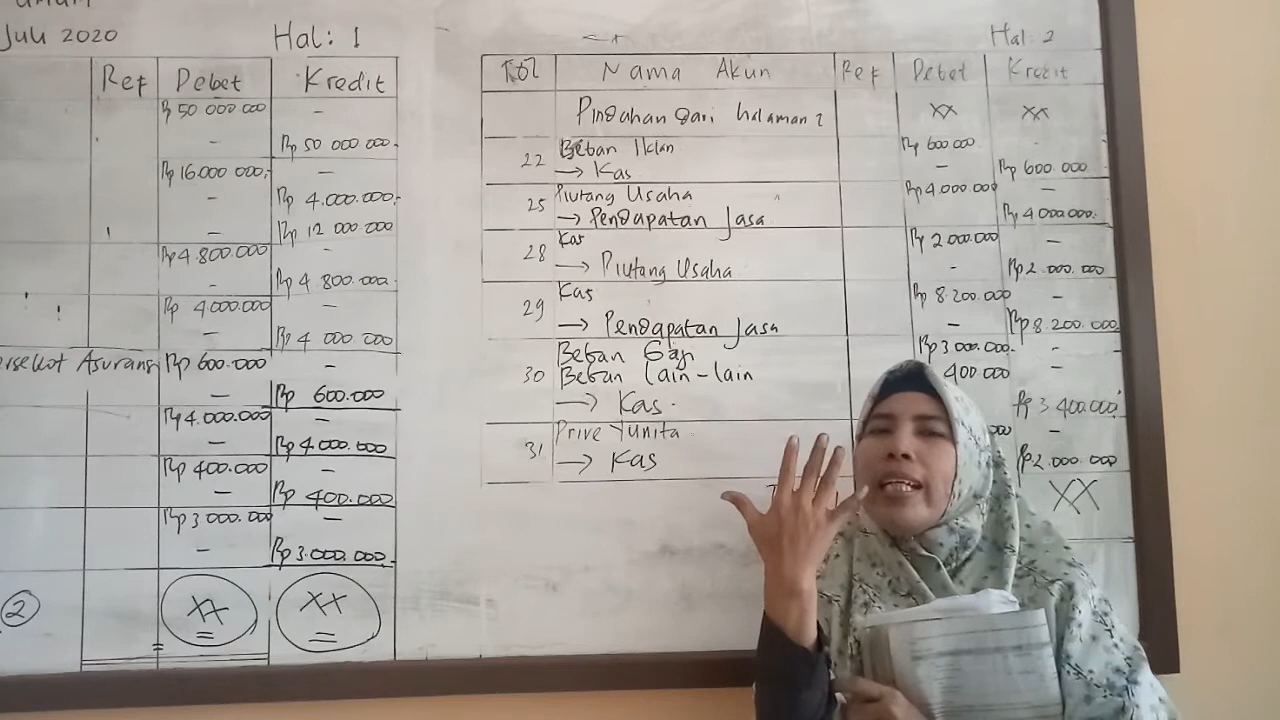 Umum
Juli 2020
Hal: 1
Ref Debet Kredit
Rp 50 000 000 -
- Rp 50 000 000.
Rp 16.000 000,- -
- Rp 4.000.000,-
- Rp 12 000 000
Rp 4.800.000 -
- Rp 4 800.000.
Rp 4.000.000 -
- Rp 4 000 000
Asuransi Rp 600.000 -
- Rp 600.000
Rp 4.000.000 -
- Rp 4.000.000
Rp 400.000 -
- Rp 400.000
Rp 3 000.000 -
- Rp 3.000.000
2 XX XX
Hal: 2
Tgl Nama Akun Ref Debet Kredit
Pindahan dari halaman 1 XX XX
22 Beban Iklan Rp 600 000 -
→ Kas - Rp 600.000
25 Piutang Usaha Rp 4.000.000 -
→ Pendapatan Jasa Rp 4 000.000.
28 Kas Rp 2 000.000 -
→ Piutang Usaha - Rp 2.000.000
29 Kas Rp 8.200.000 -
→ Pendapatan Jasa - Rp 8.200.000
30 Beban Gaji Rp 3 000.000. -
Beban lain-lain 400 000 -
→ Kas. Rp 3 400.000
31 Prive Yunita -
→ Kas Rp 2.000.000
XX